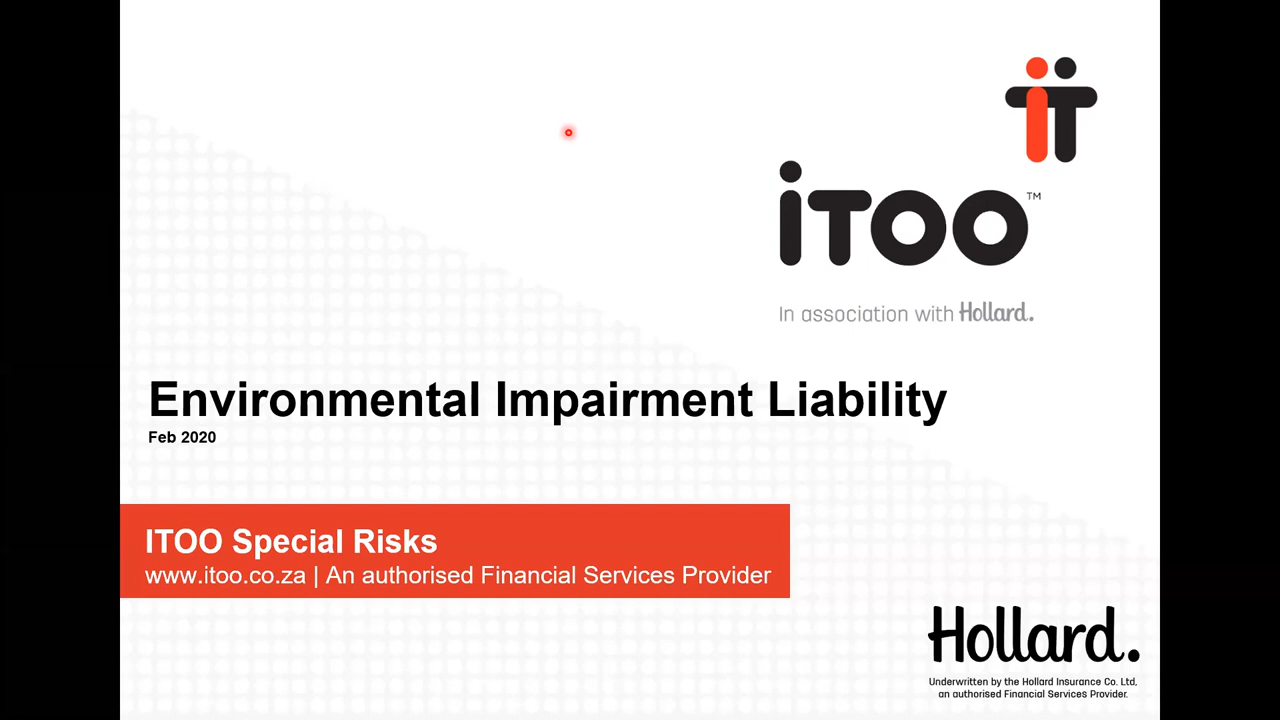 iT
iTOO™
In association with Hollard.
Environmental Impairment Liability
Feb 2020
ITOO Special Risks
www.itoo.co.za | An authorised Financial Services Provider
Hollard.
Underwritten by the Hollard Insurance Co. Ltd,
an authorised Financial Services Provider.